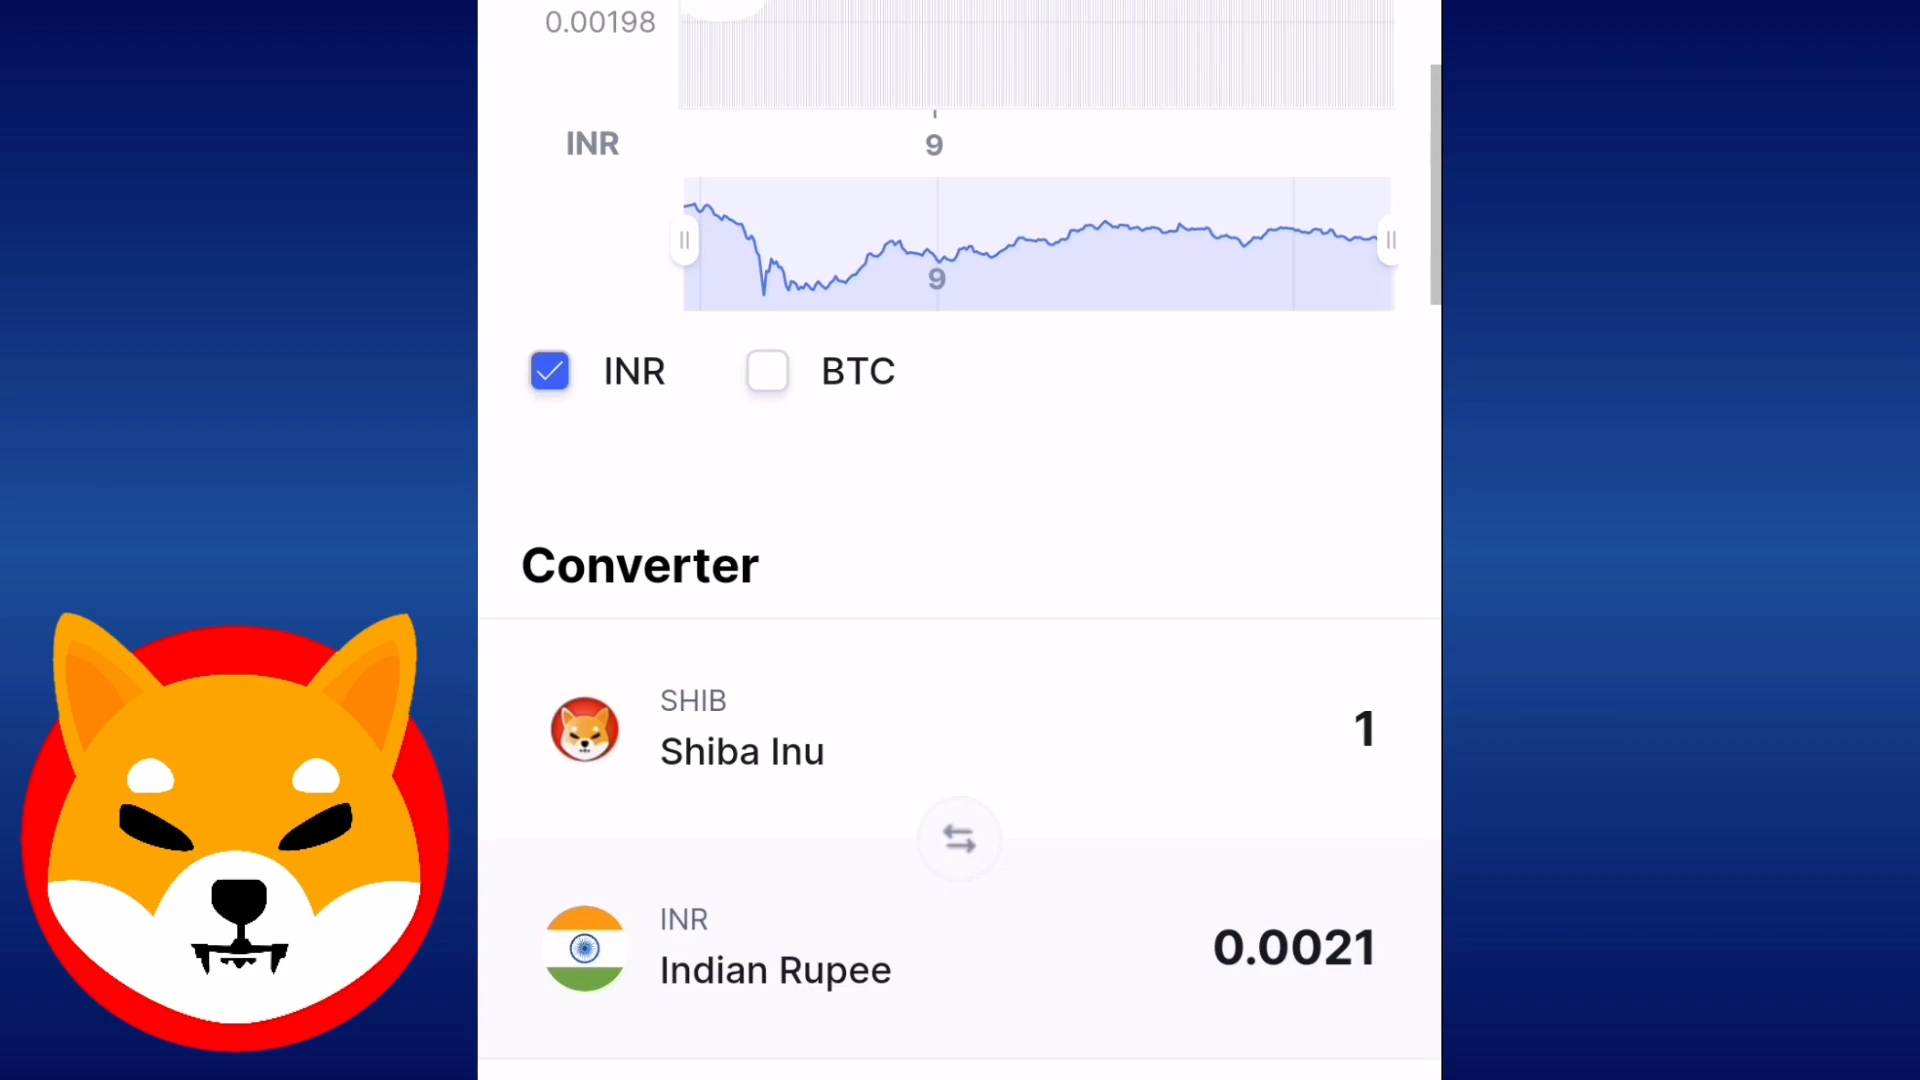 0.00198
INR
9
9
INR
BTC
Converter
SHIB
Shiba Inu
1
INR
Indian Rupee
0.0021